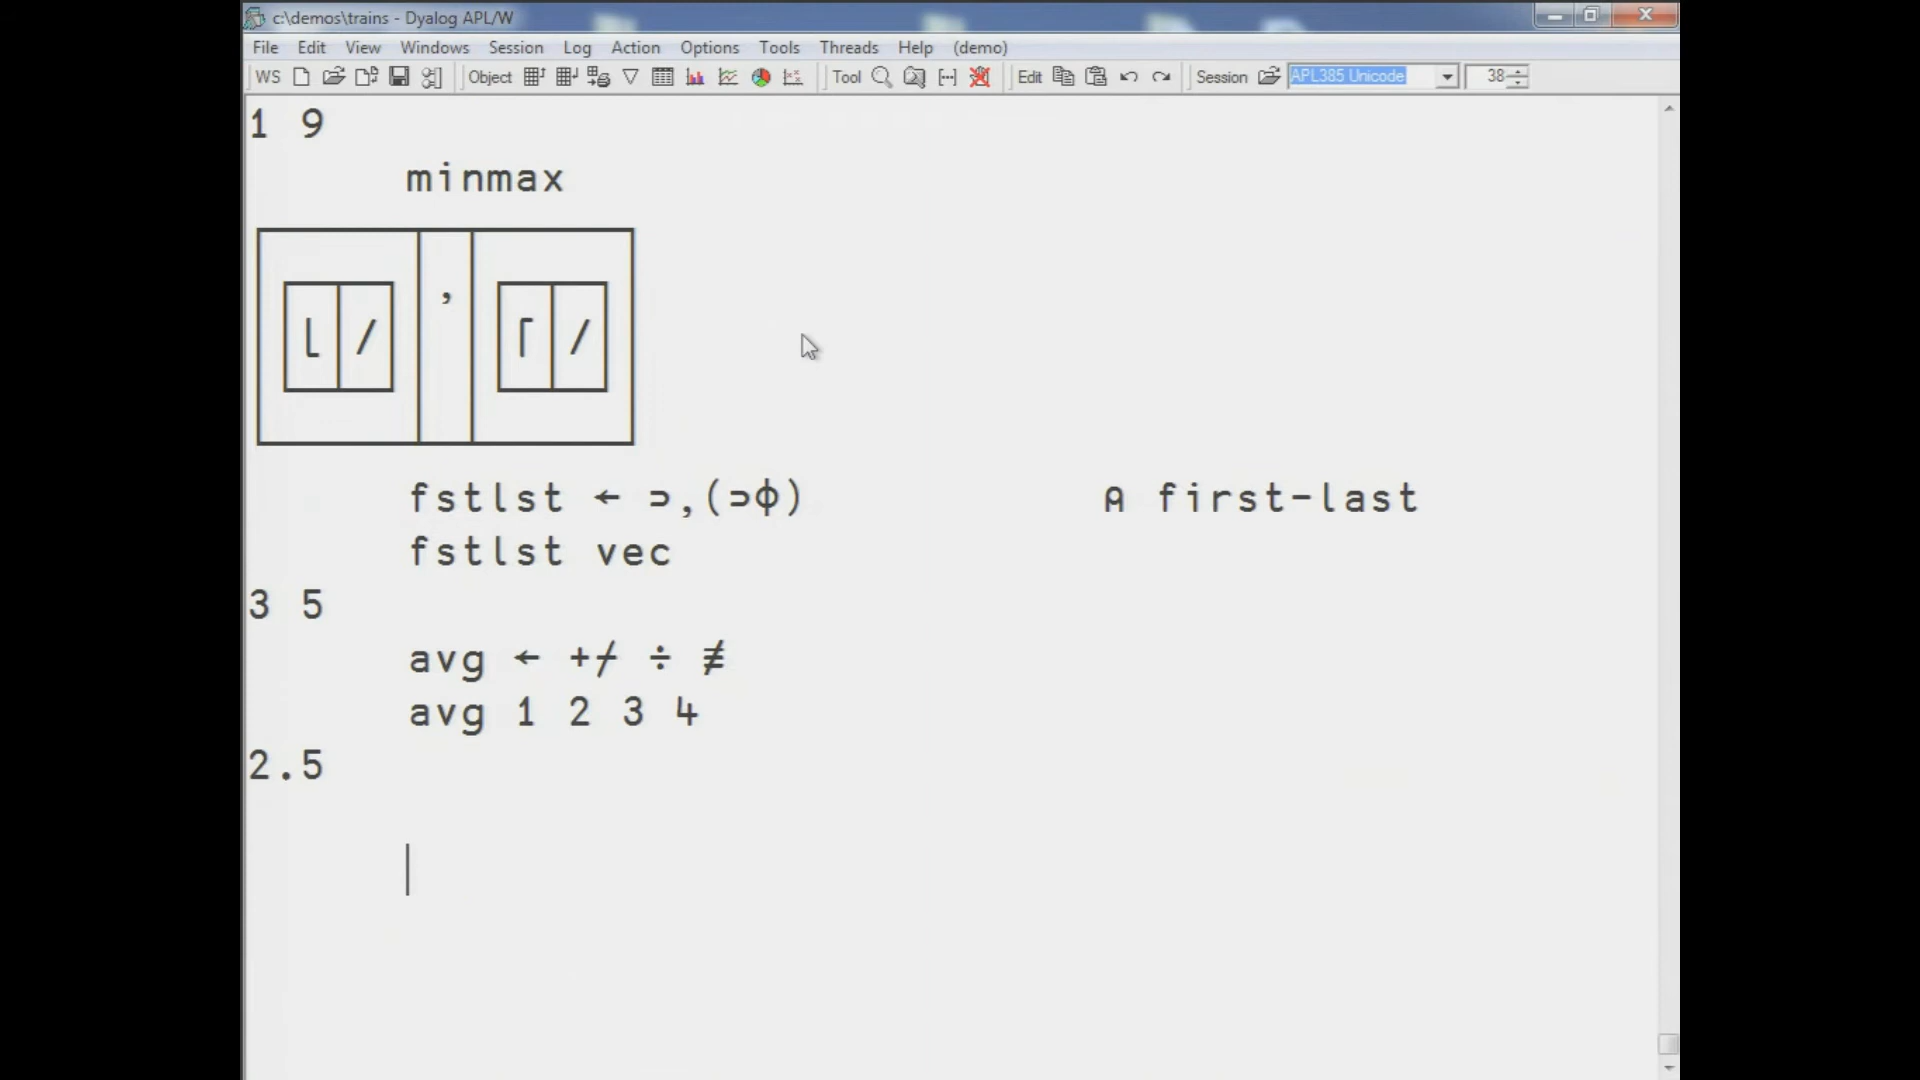 c:\demos\trains - Dyalog APL/W
File Edit View Windows Session Log Action Options Tools Threads Help (demo)
WS Object Tool Edit Session APL385 Unicode 38
1 9
minmax
⌊ / , ⌈ /
fstlst ← ⊃,(⊃⌽) ⍝ first-last
fstlst vec
3 5
avg ← +⌿ ÷ ≢
avg 1 2 3 4
2.5